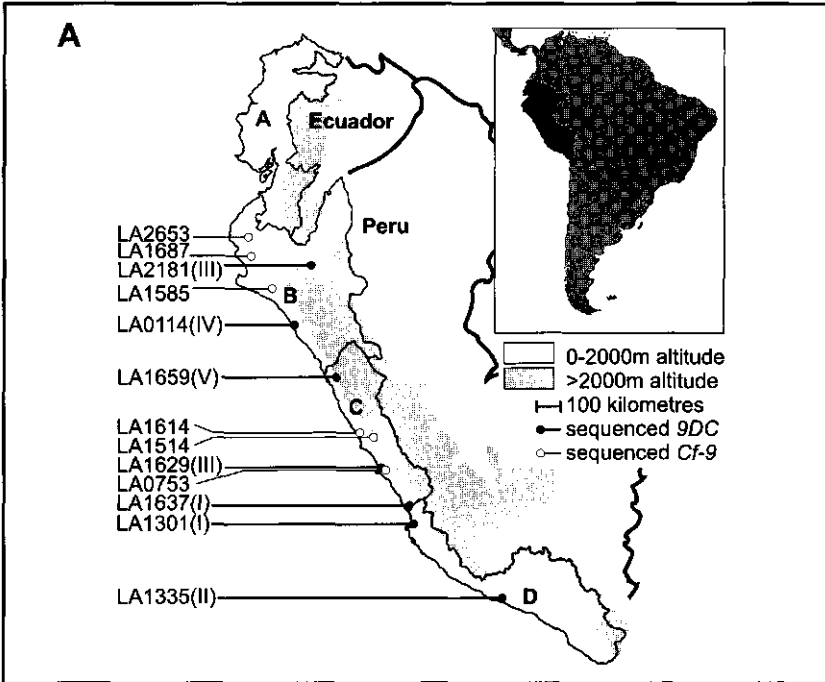 A
A
Ecuador
Peru
LA2653
LA1687
LA2181(III)
LA1585
B
LA0114(IV)
0-2000m altitude
>2000m altitude
LA1659(V)
100 kilometres
C
sequenced 9DC
LA1614
sequenced Cf-9
LA1514
LA1629(III)
LA0753
LA1637(I)
LA1301(I)
LA1335(II)
D